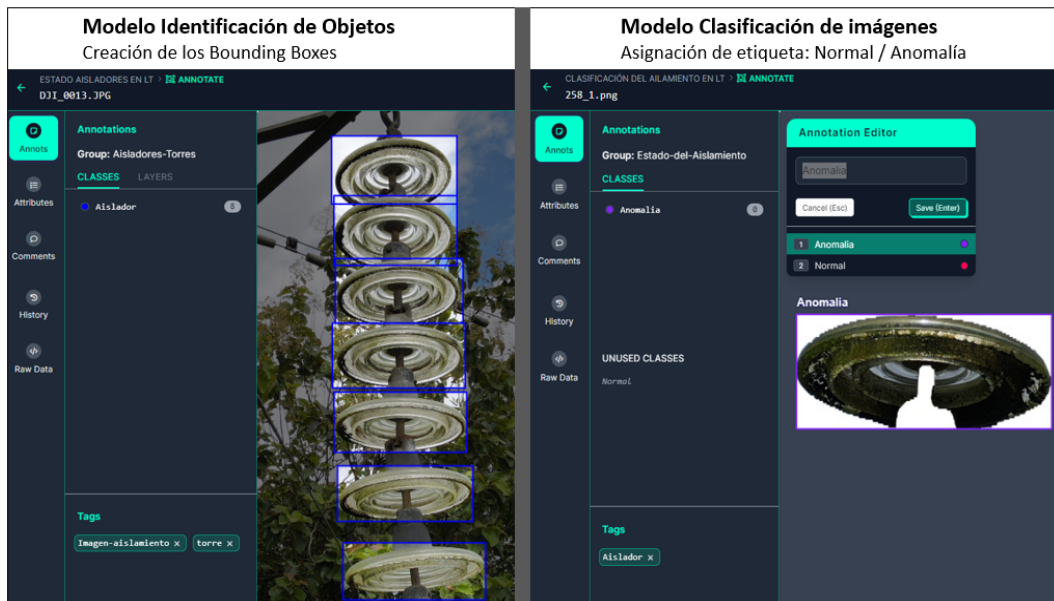 Modelo Identificación de Objetos
Creación de los Bounding Boxes
ESTADO AISLADORES EN LT > ANNOTATE
DJI_0013.JPG
Annots
Attributes
Comments
History
Raw Data
Annotations
Group: Aisladores-Torres
CLASSES LAYERS
Aislador
Tags
Imagen-aislamiento × torre ×
Modelo Clasificación de imágenes
Asignación de etiqueta: Normal / Anomalía
CLASIFICACIÓN DEL AILAMIENTO EN LT > ANNOTATE
258_1.png
Annots
Attributes
Comments
History
Raw Data
Annotations
Group: Estado-del-Aislamiento
CLASSES
Anomalia
UNUSED CLASSES
Normal
Tags
Aislador ×
Annotation Editor
Anomalia
Cancel (Esc) Save (Enter)
1 Anomalia
2 Normal
Anomalia